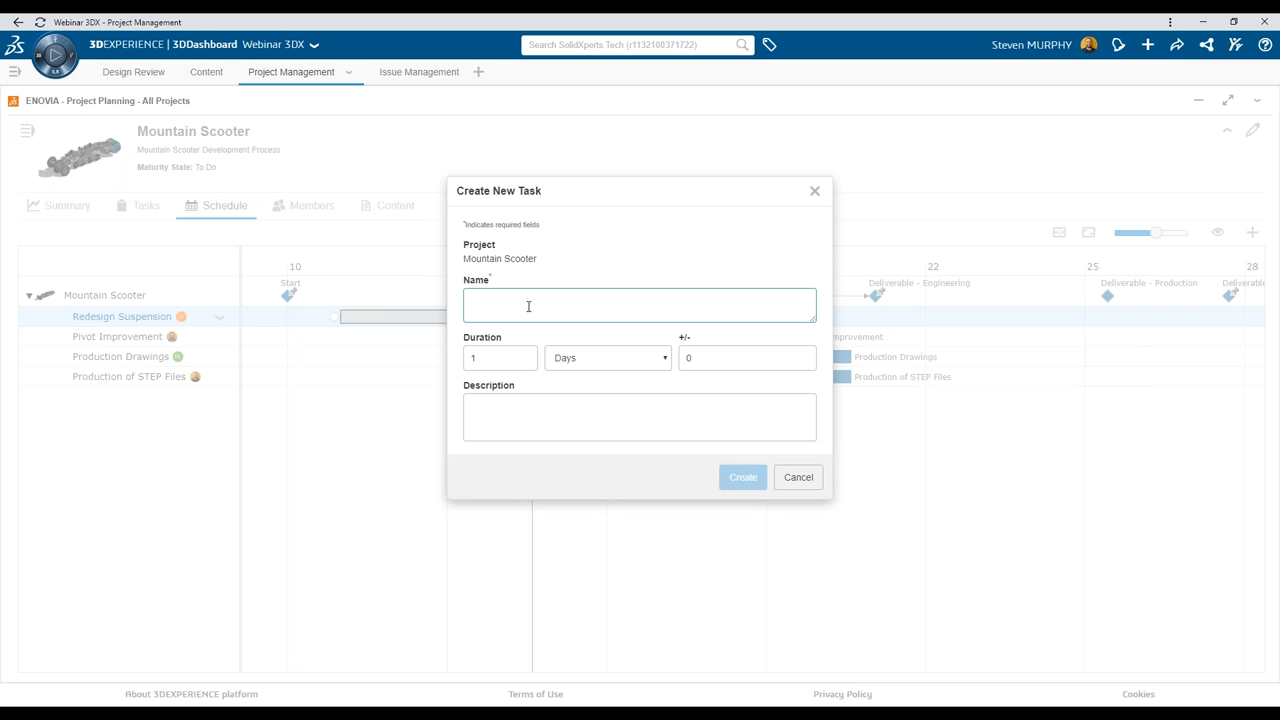 Webinar 3DX - Project Management
3DEXPERIENCE | 3DDashboard Webinar 3DX
Search SolidXperts Tech (r1132100371722)
Steven MURPHY
Design Review
Content
Project Management
Issue Management
ENOVIA - Project Planning - All Projects
Mountain Scooter
Mountain Scooter Development Process
Maturity State: To Do
Summary
Tasks
Schedule
Members
Content
10
22
25
28
Start
Deliverable - Engineering
Deliverable - Production
Deliverable
Mountain Scooter
Redesign Suspension
Pivot Improvement
Production Drawings
Production of STEP Files
mprovement
Production Drawings
Production of STEP Files
Create New Task
*Indicates required fields
Project
Mountain Scooter
Name*
Duration
+/-
1
Days
0
Description
Create
Cancel
About 3DEXPERIENCE platform
Terms of Use
Privacy Policy
Cookies